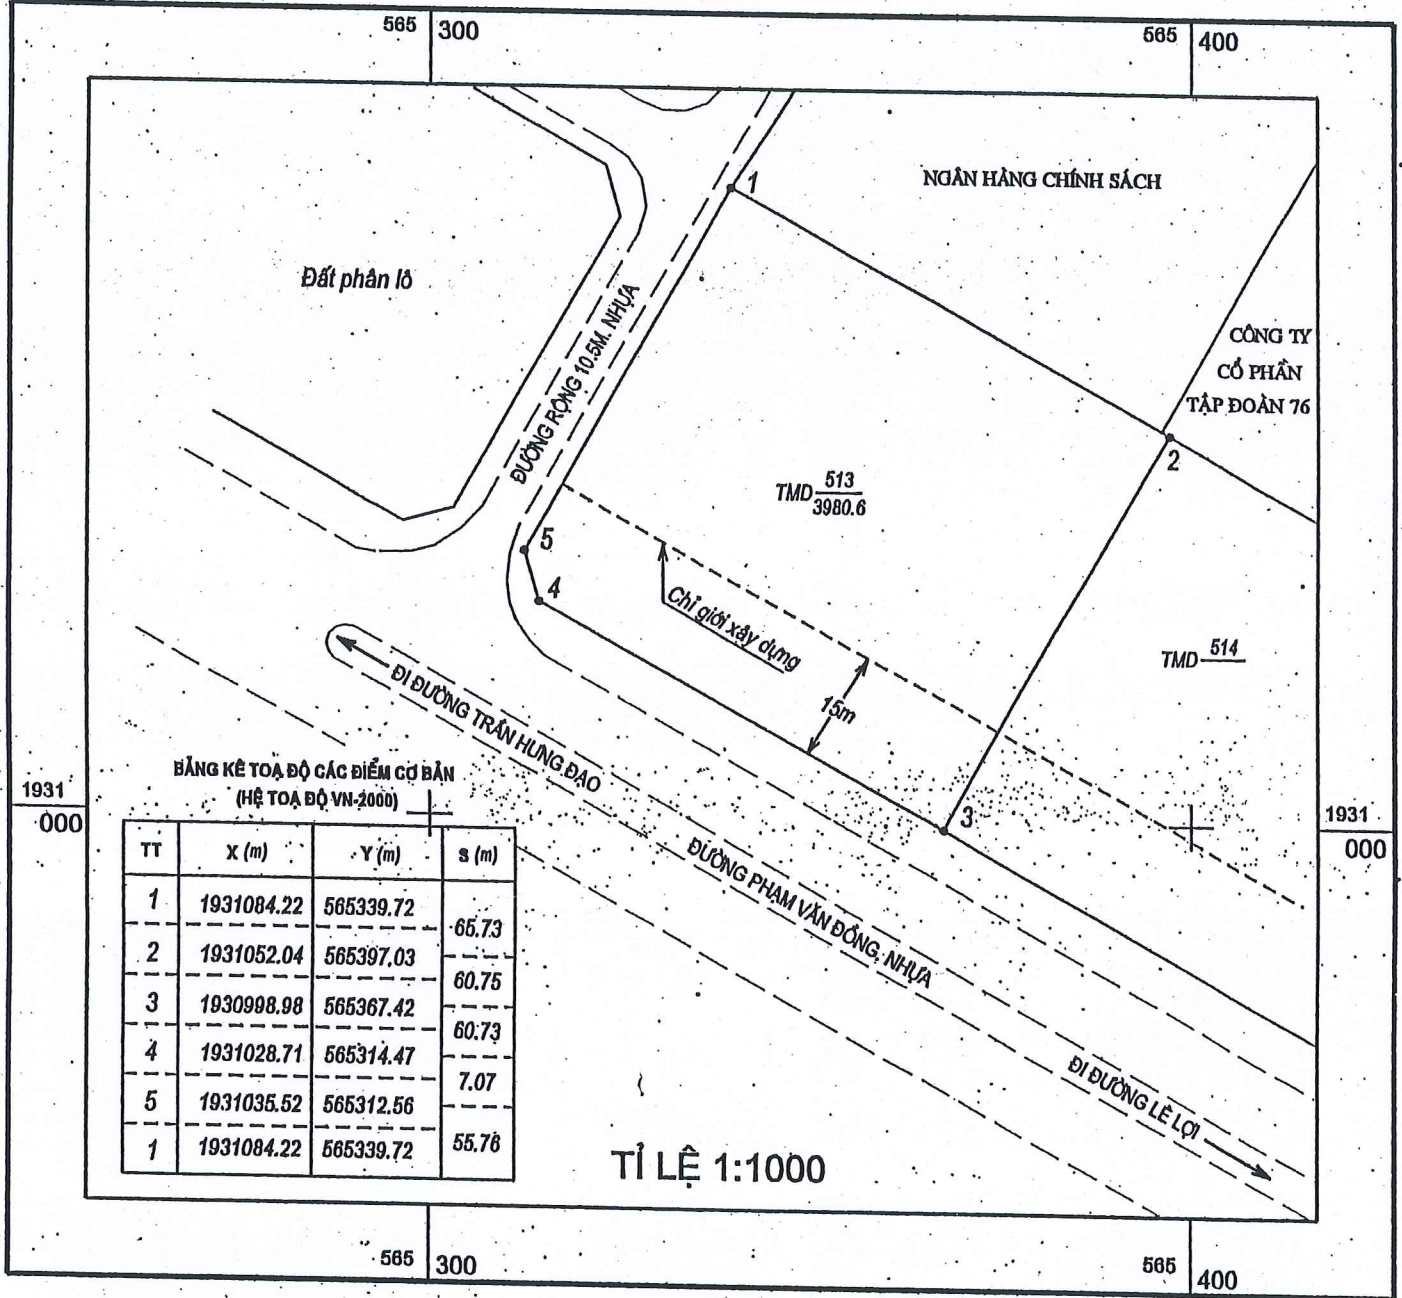 565 300
565 400
NGÂN HÀNG CHÍNH SÁCH
1
Đất phân lô
ĐƯỜNG RỘNG 10.5M. NHỰA
CÔNG TY
CỔ PHẦN
TẬP ĐOÀN 76
2
TMD 513
3980.6
5
4
Chỉ giới xây dựng
15m
TMD 514
ĐI ĐƯỜNG TRẦN HƯNG ĐẠO
3
ĐƯỜNG PHẠM VĂN ĐỒNG. NHỰA
ĐI ĐƯỜNG LÊ LỢI
1931
000
1931
000
BẢNG KÊ TOẠ ĐỘ CÁC ĐIỂM CƠ BẢN
(HỆ TOẠ ĐỘ VN-2000)
TT X (m) Y (m) S (m)
1 1931084.22 565339.72
65.73
2 1931052.04 565397.03
60.75
3 1930998.98 565367.42
60.73
4 1931028.71 565314.47
7.07
5 1931035.52 565312.56
55.76
1 1931084.22 565339.72
TỈ LỆ 1:1000
565 300
565 400